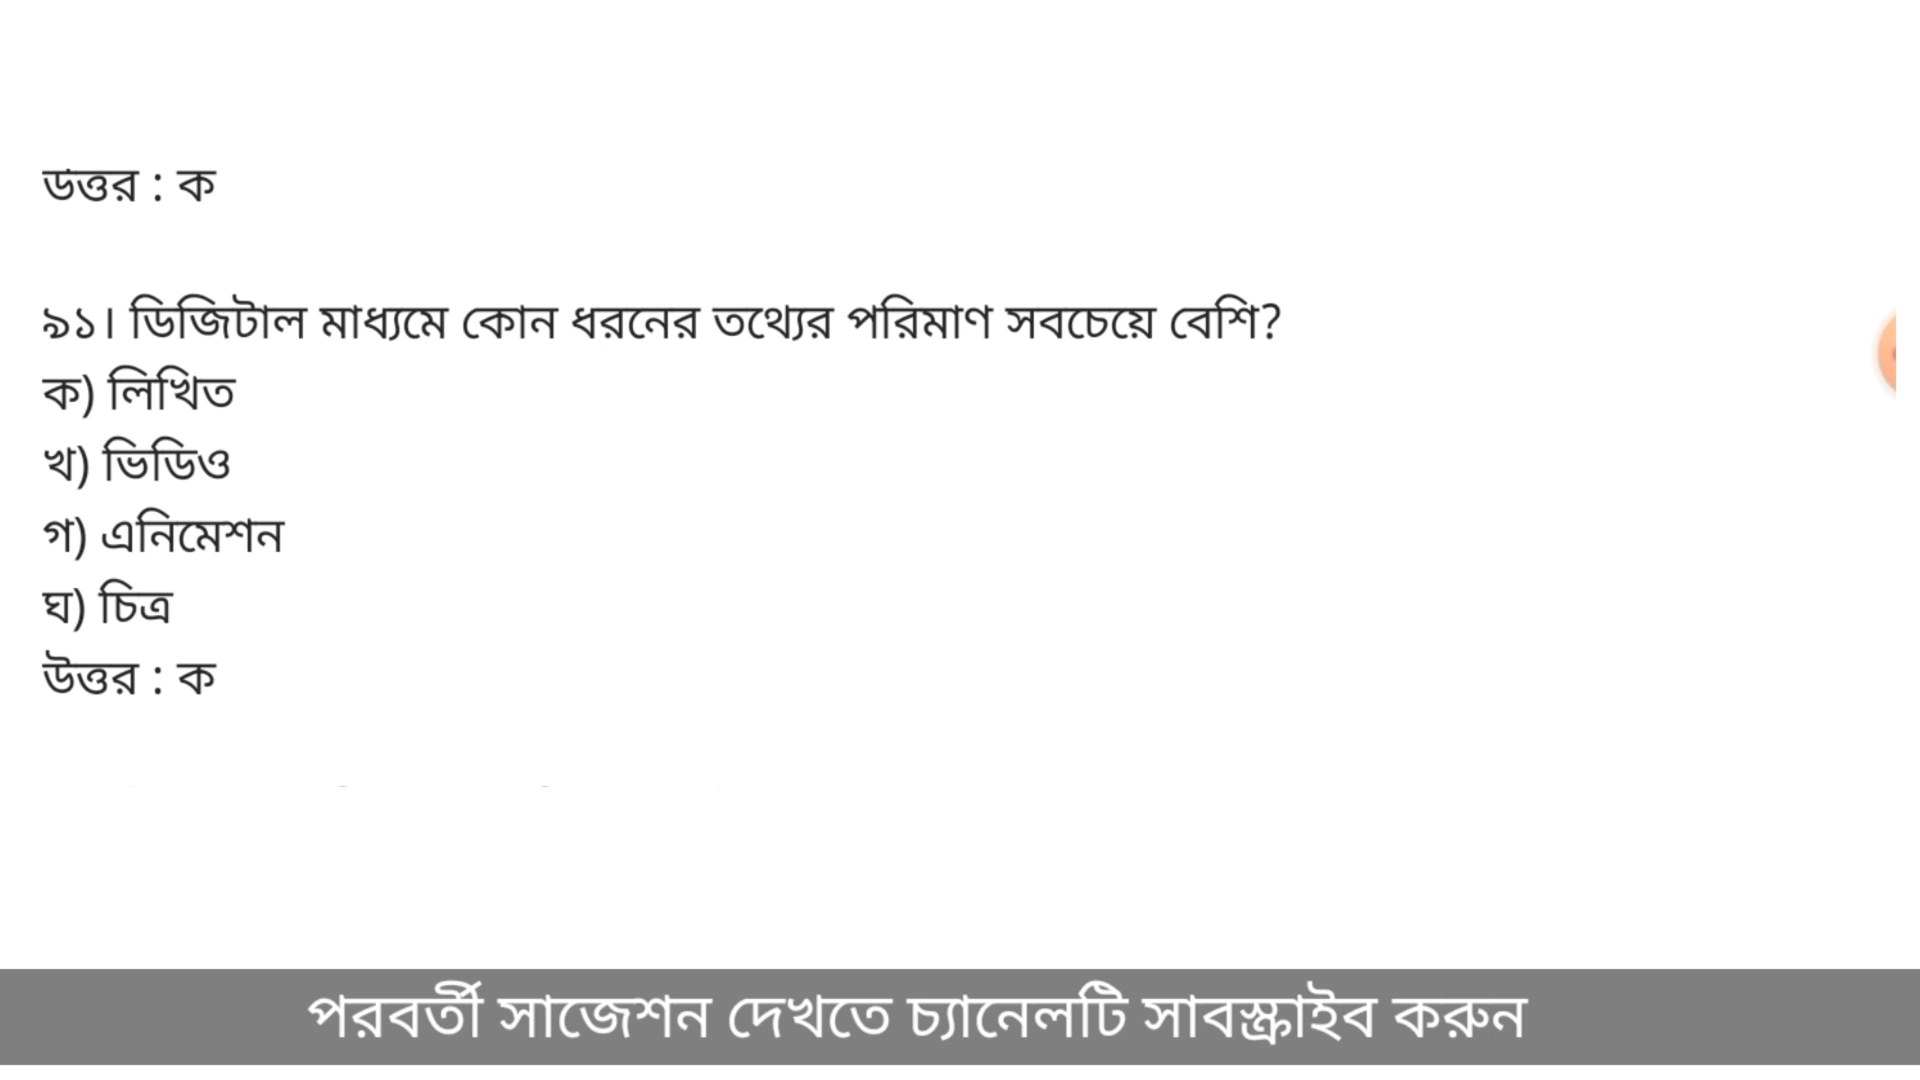 উত্তর : ক
৯১। ডিজিটাল মাধ্যমে কোন ধরনের তথ্যের পরিমাণ সবচেয়ে বেশি?
ক) লিখিত
খ) ভিডিও
গ) এনিমেশন
ঘ) চিত্র
উত্তর : ক
পরবর্তী সাজেশন দেখতে চ্যানেলটি সাবস্ক্রাইব করুন